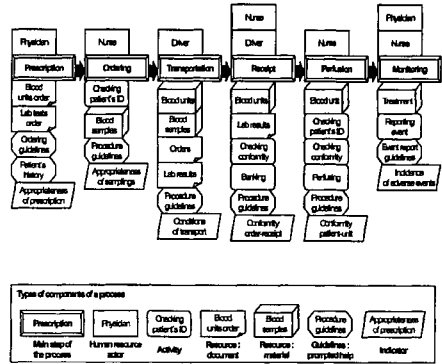 Nurse
Physician
Physician
Nurse
Driver
Driver
Nurse
Nurse
Prescription
Ordering
Transportation
Receipt
Perfusion
Monitoring
Blood
units order
Lab tests
order
Ordering
guidelines
Patient's
history
Appropriateness
of prescription
Checking
patient's ID
Blood
samples
Procedure
guidelines
Appropriateness
of samplings
Blood units
Blood
samples
Orders
Lab results
Procedure
guidelines
Conditions
of transport
Blood units
Lab results
Checking
conformity
Banking
Procedure
guidelines
Conformity
order-receipt
Blood unit
Checking
patient's ID
Checking
conformity
Perfusing
Procedure
guidelines
Conformity
patient-unit
Treatment
Reporting
event
Event report
guidelines
Incidence
of adverse events
Types of components of a process
Prescription
Physician
Checking
patient's ID
Blood
units order
Blood
samples
Procedure
guidelines
Appropriateness
of prescription
Main step of
the process
Human resource :
actor
Activity
Resource :
document
Resource :
material
Guidelines :
prompted help
Indicator